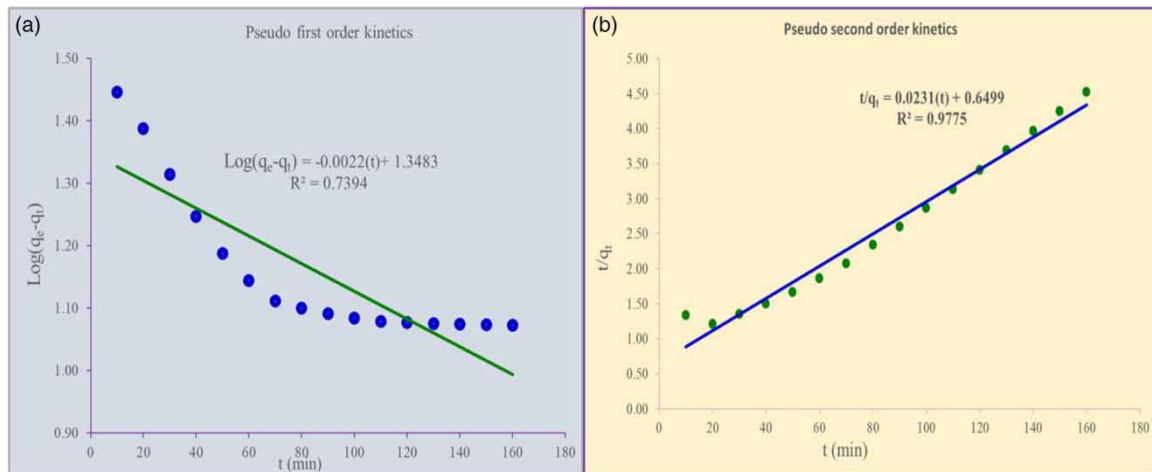 (a)
Pseudo first order kinetics
1.50
1.40
1.30
1.20
1.10
1.00
0.90
Log(qe-qt)
Log(qe-qt) = -0.0022(t)+ 1.3483
R² = 0.7394
0 20 40 60 80 100 120 140 160 180
t (min)
(b)
Pseudo second order kinetics
5.00
4.50
4.00
3.50
3.00
2.50
2.00
1.50
1.00
0.50
0.00
t/qt
t/qt = 0.0231(t) + 0.6499
R² = 0.9775
0 20 40 60 80 100 120 140 160 180
t (min)